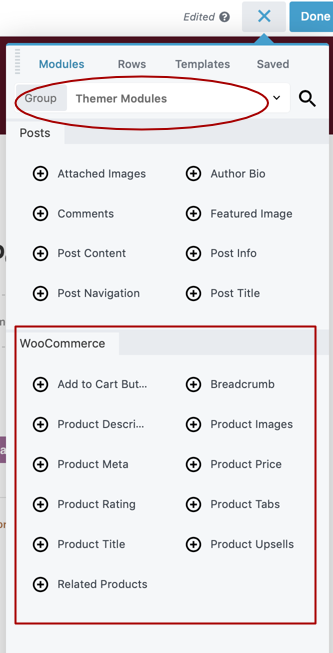 Edited ? Done
Modules Rows Templates Saved
Group Themer Modules
Posts
Attached Images Author Bio
Comments Featured Image
Post Content Post Info
Post Navigation Post Title
WooCommerce
Add to Cart But... Breadcrumb
Product Descri... Product Images
Product Meta Product Price
Product Rating Product Tabs
Product Title Product Upsells
Related Products